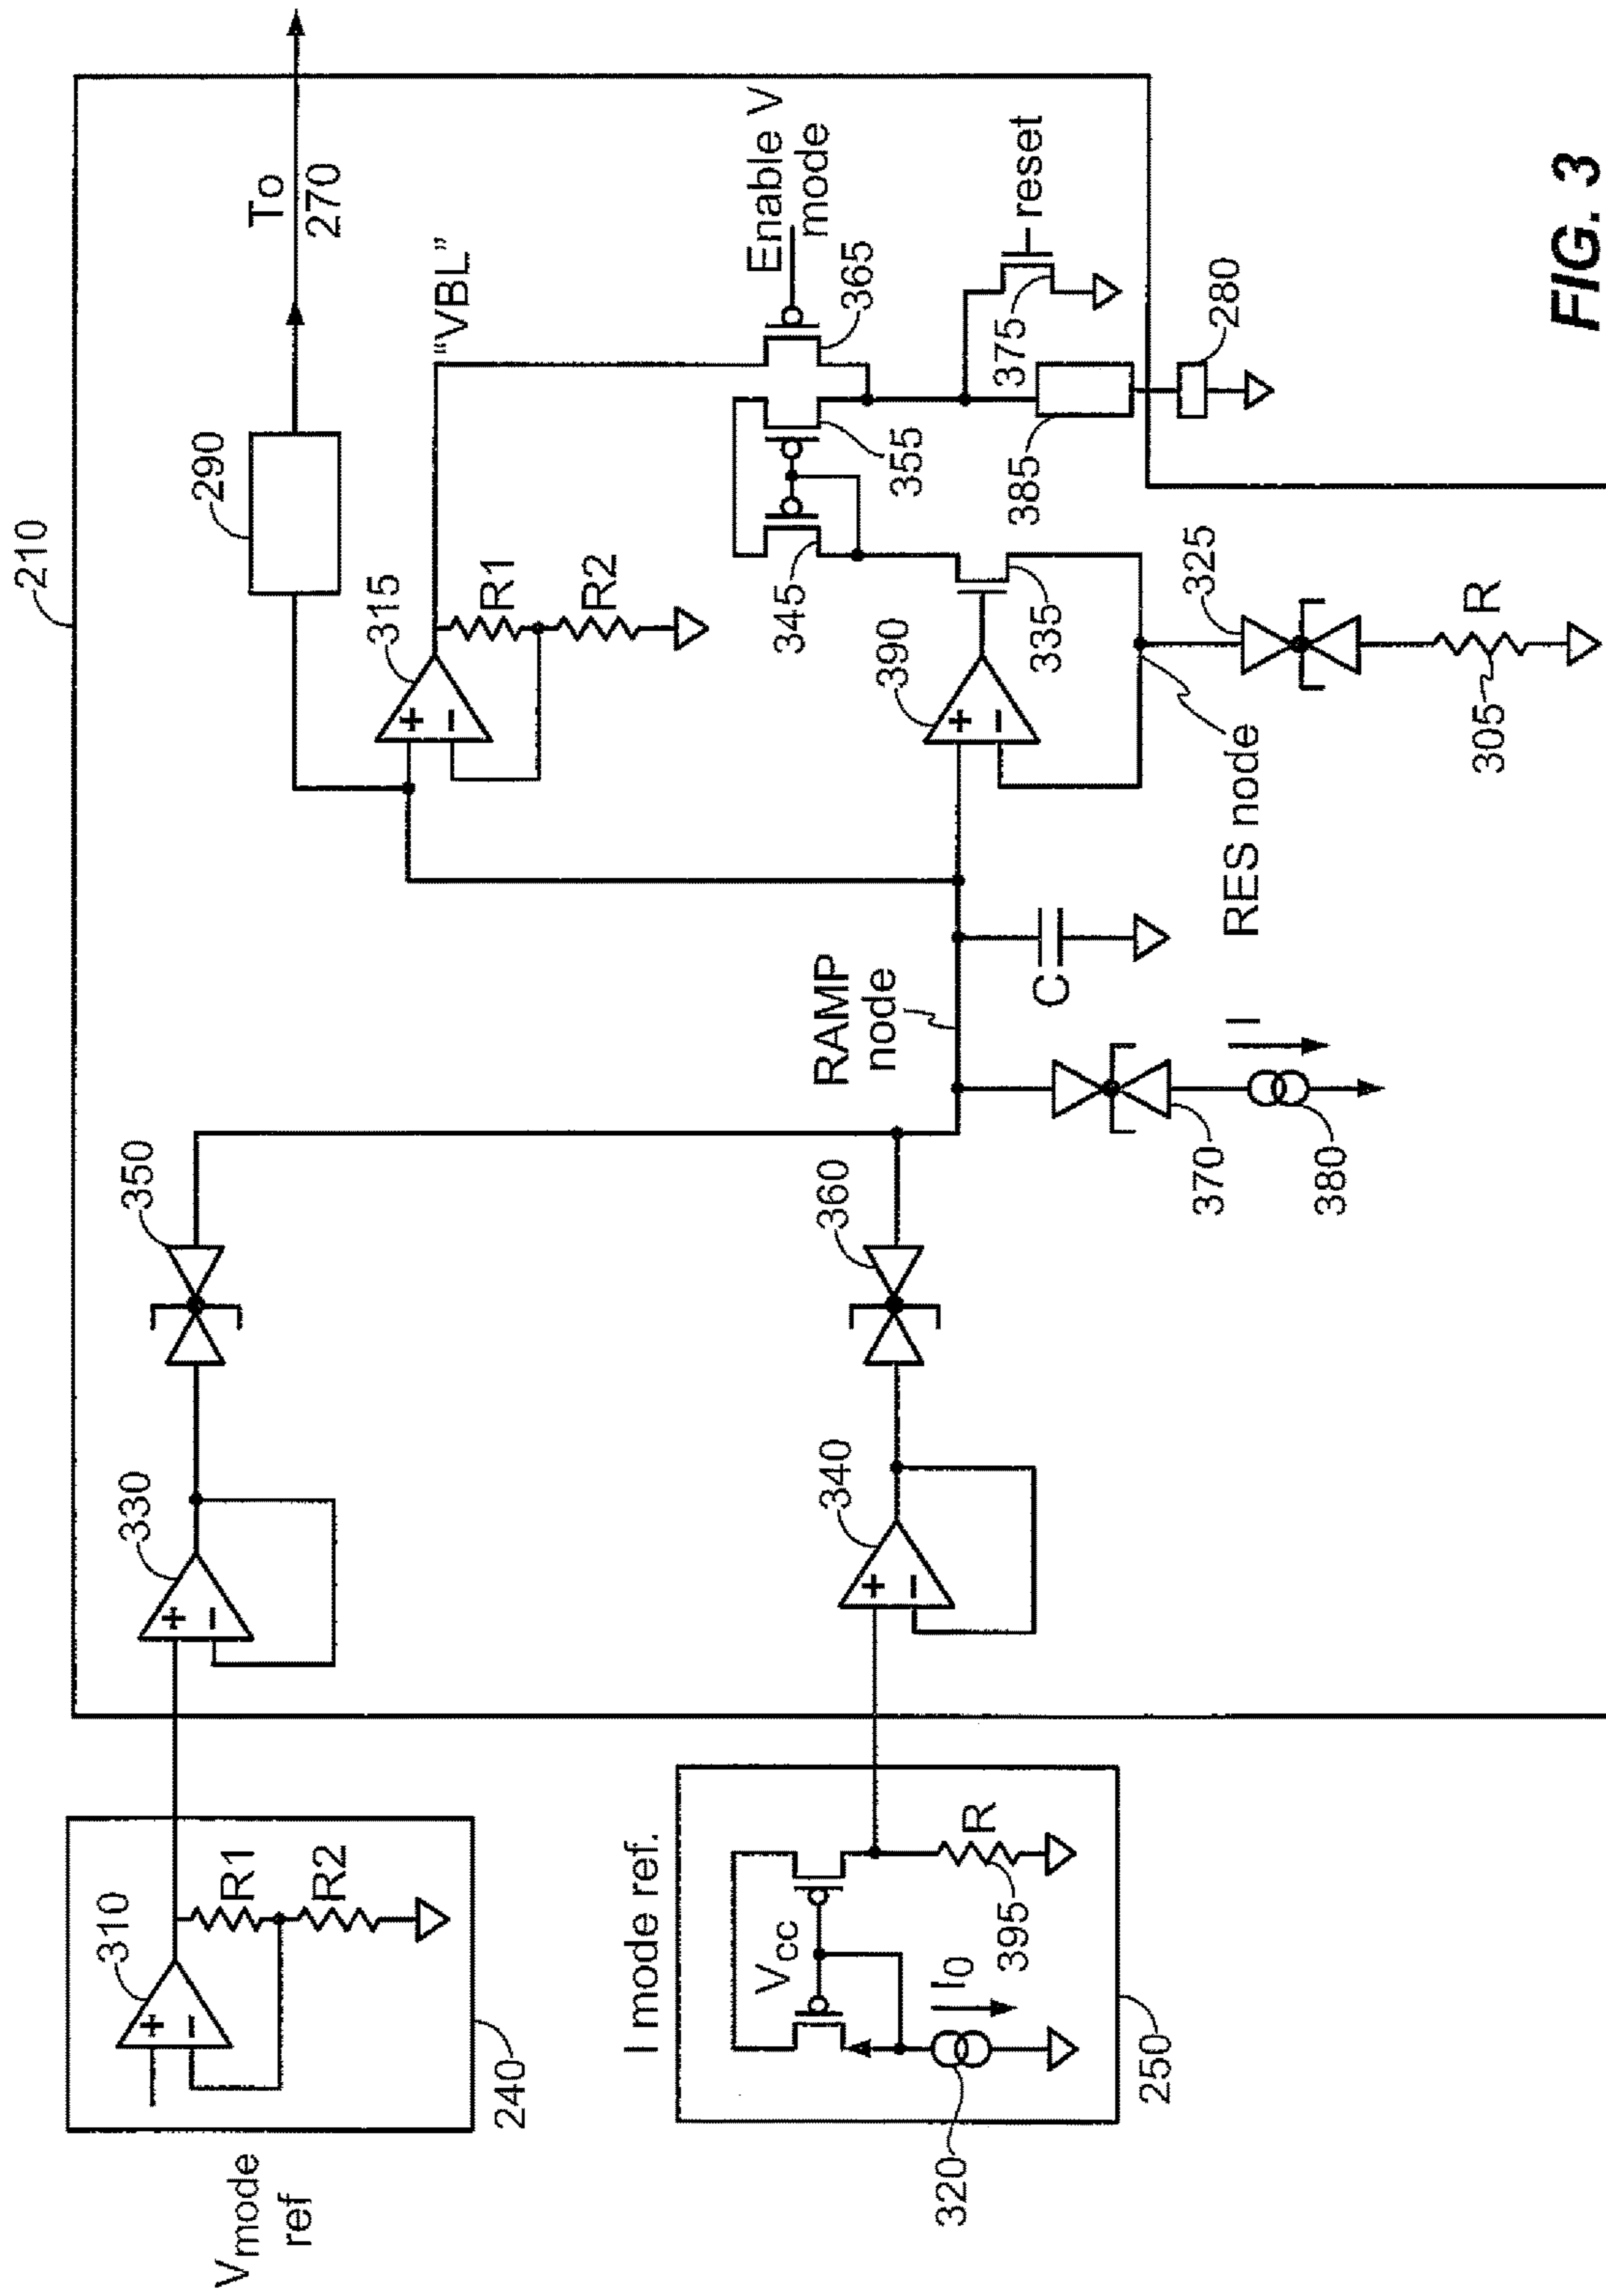 210
290
To
270
315
"VBL"
R1
R2
Enable V
mode
365
345
355
reset
375
385
280
390
335
325
R
305
RES node
RAMP
node
C
I
370
380
350
360
330
340
310
R1
R2
240
Vmode
ref
I mode ref.
Vcc
R
395
I0
320
250
FIG. 3